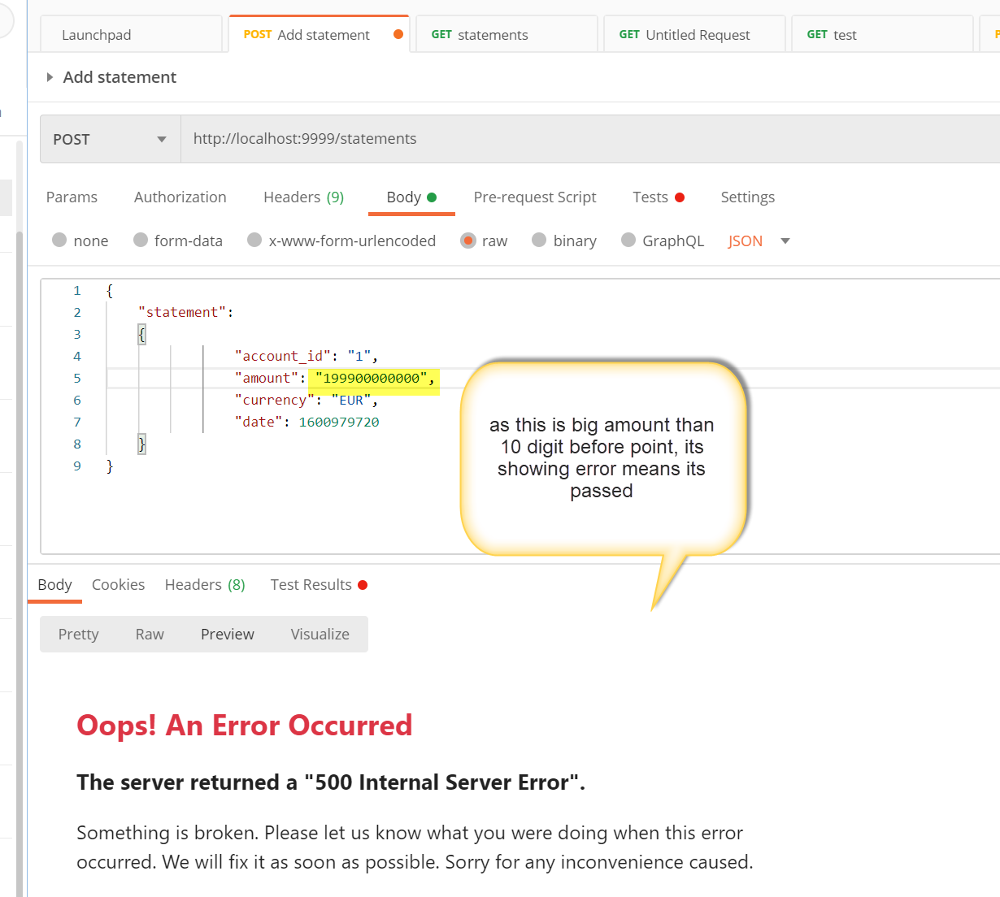 Launchpad
POST Add statement
GET statements
GET Untitled Request
GET test
Add statement
POST
http://localhost:9999/statements
Params Authorization Headers (9) Body Pre-request Script Tests Settings
none form-data x-www-form-urlencoded raw binary GraphQL JSON
1 {
2 "statement":
3 {
4 "account_id": "1",
5 "amount": "199900000000",
6 "currency": "EUR",
7 "date": 1600979720
8 }
9 }
as this is big amount than
10 digit before point, its
showing error means its
passed
Body Cookies Headers (8) Test Results
Pretty Raw Preview Visualize
Oops! An Error Occurred
The server returned a "500 Internal Server Error".
Something is broken. Please let us know what you were doing when this error
occurred. We will fix it as soon as possible. Sorry for any inconvenience caused.